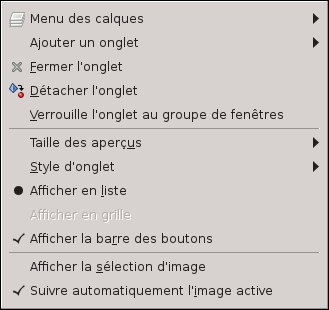 Menu des calques
Ajouter un onglet
Fermer l'onglet
Détacher l'onglet
Verrouille l'onglet au groupe de fenêtres
Taille des aperçus
Style d'onglet
Afficher en liste
Afficher en grille
Afficher la barre des boutons
Afficher la sélection d'image
Suivre automatiquement l'image active